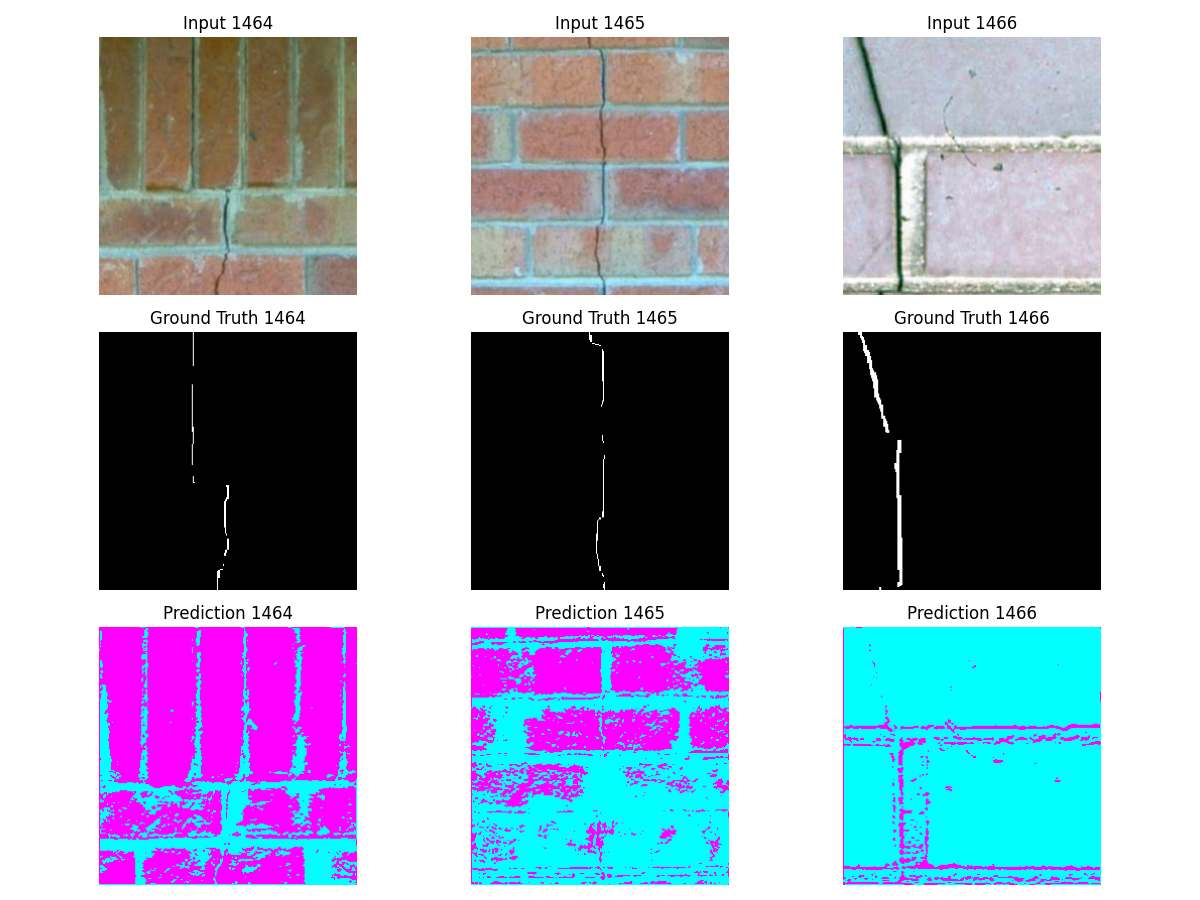 Input 1464
Input 1465
Input 1466
Ground Truth 1464
Ground Truth 1465
Ground Truth 1466
Prediction 1464
Prediction 1465
Prediction 1466